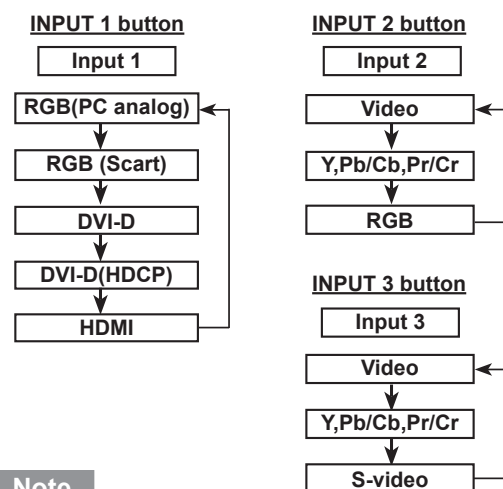 INPUT 1 button
Input 1
RGB(PC analog)
RGB (Scart)
DVI-D
DVI-D(HDCP)
HDMI
INPUT 2 button
Input 2
Video
Y,Pb/Cb,Pr/Cr
RGB
INPUT 3 button
Input 3
Video
Y,Pb/Cb,Pr/Cr
S-video
Note